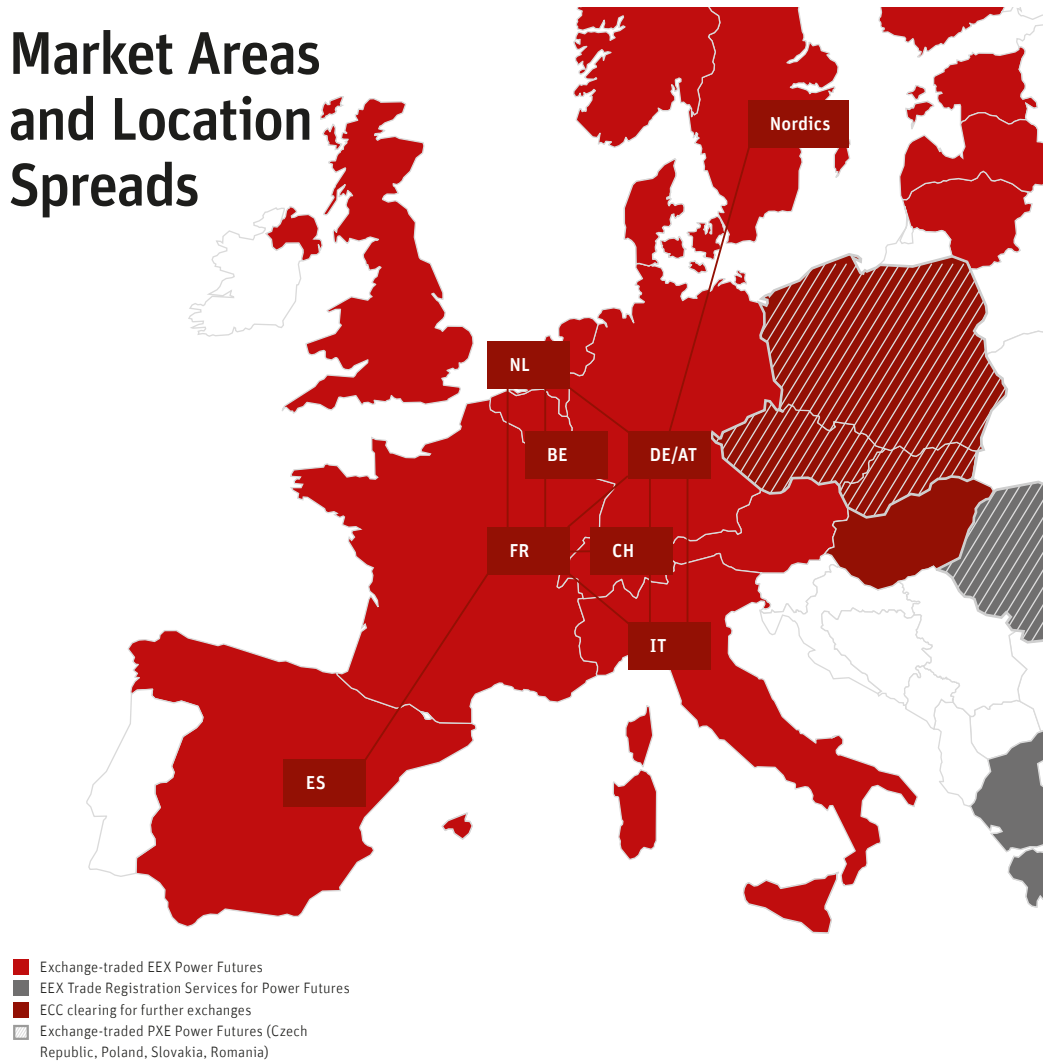 Market Areas
and Location
Spreads
Nordics
NL
BE
DE/AT
FR
CH
IT
ES
Exchange-traded EEX Power Futures
EEX Trade Registration Services for Power Futures
ECC clearing for further exchanges
Exchange-traded PXE Power Futures (Czech
Republic, Poland, Slovakia, Romania)